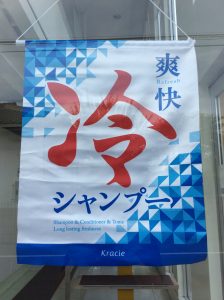 爽快
Refresh
冷
シャンプー
Shampoo & Conditioner & Tonic
Long lasting freshness
Kracie